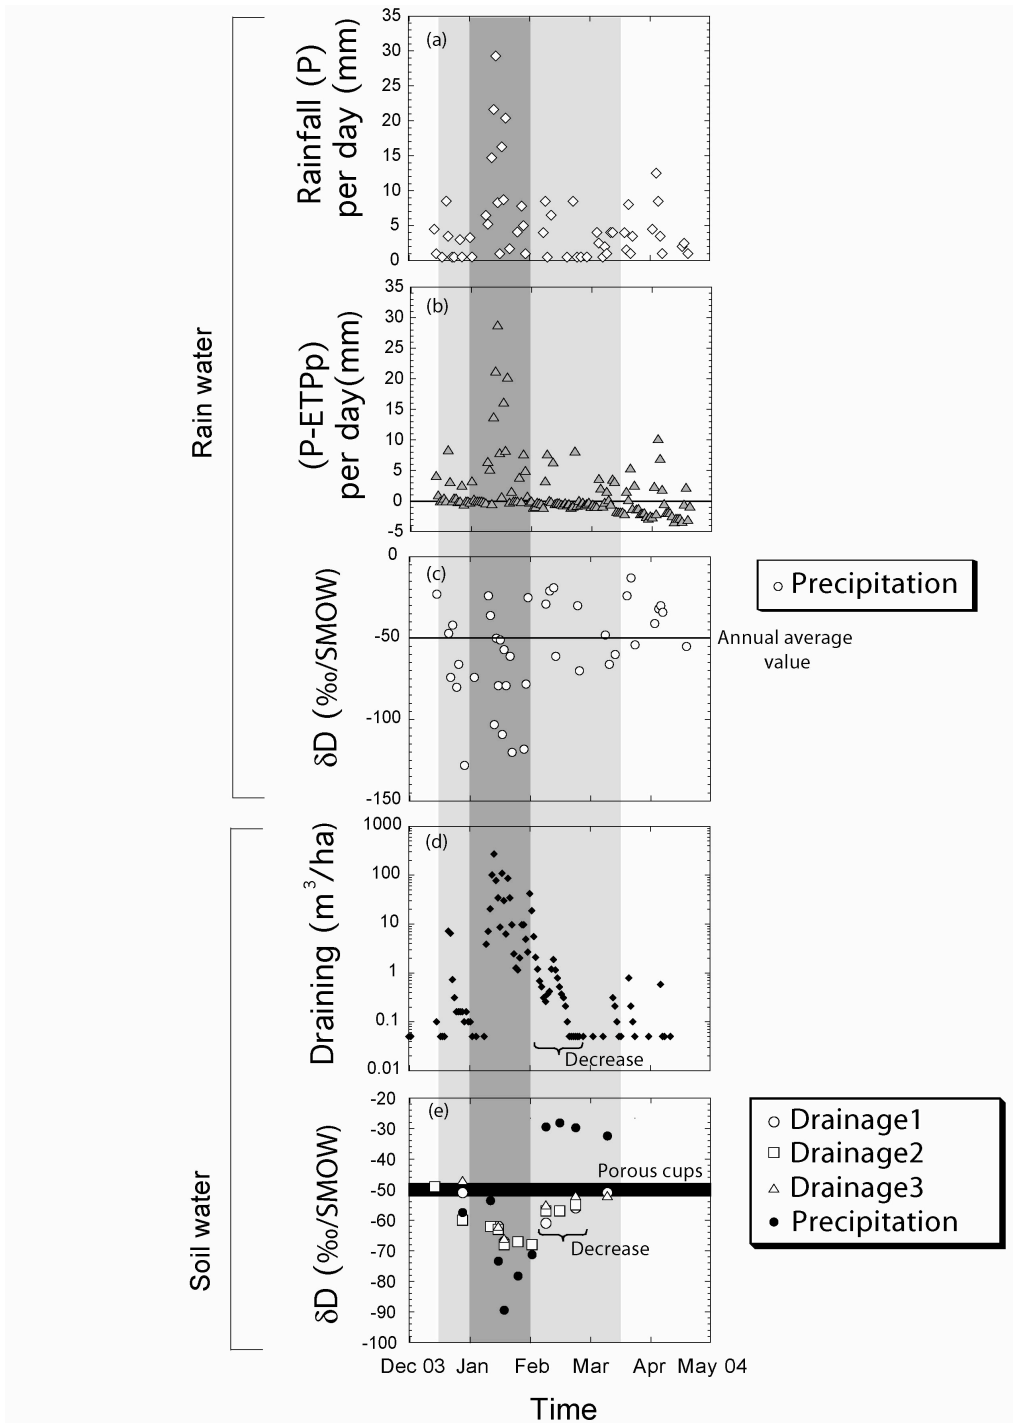 Rain water
Rainfall (P)
per day (mm)
35
30
25
20
15
10
5
0
(a)
(P-ETPp)
per day(mm)
35
30
25
20
15
10
5
0
-5
(b)
δD (‰/SMOW)
0
-50
-100
-150
(c)
Precipitation
Annual average
value
Soil water
Draining (m³/ha)
1000
100
10
1
0.1
0.01
(d)
Decrease
δD (‰/SMOW)
-20
-30
-40
-50
-60
-70
-80
-90
-100
(e)
Porous cups
Decrease
Drainage1
Drainage2
Drainage3
Precipitation
Dec 03 Jan Feb Mar Apr May 04
Time